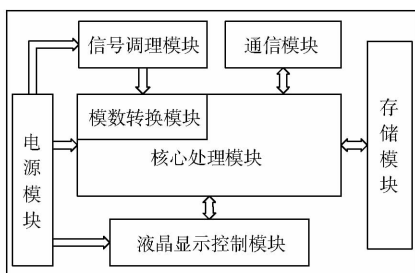 信号调理模块
通信模块
模数转换模块
核心处理模块
电源模块
存储模块
液晶显示控制模块